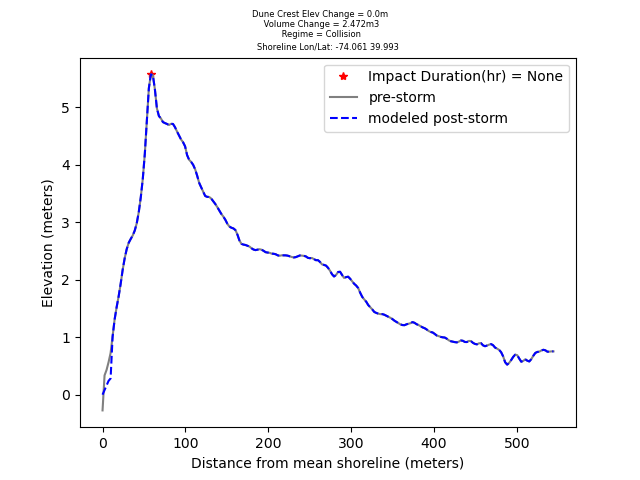 Dune Crest Elev Change = 0.0m
Volume Change = 2.472m3
Regime = Collision
Shoreline Lon/Lat: -74.061 39.993
Impact Duration(hr) = None
pre-storm
modeled post-storm
Elevation (meters)
5
4
3
2
1
0
0 100 200 300 400 500
Distance from mean shoreline (meters)